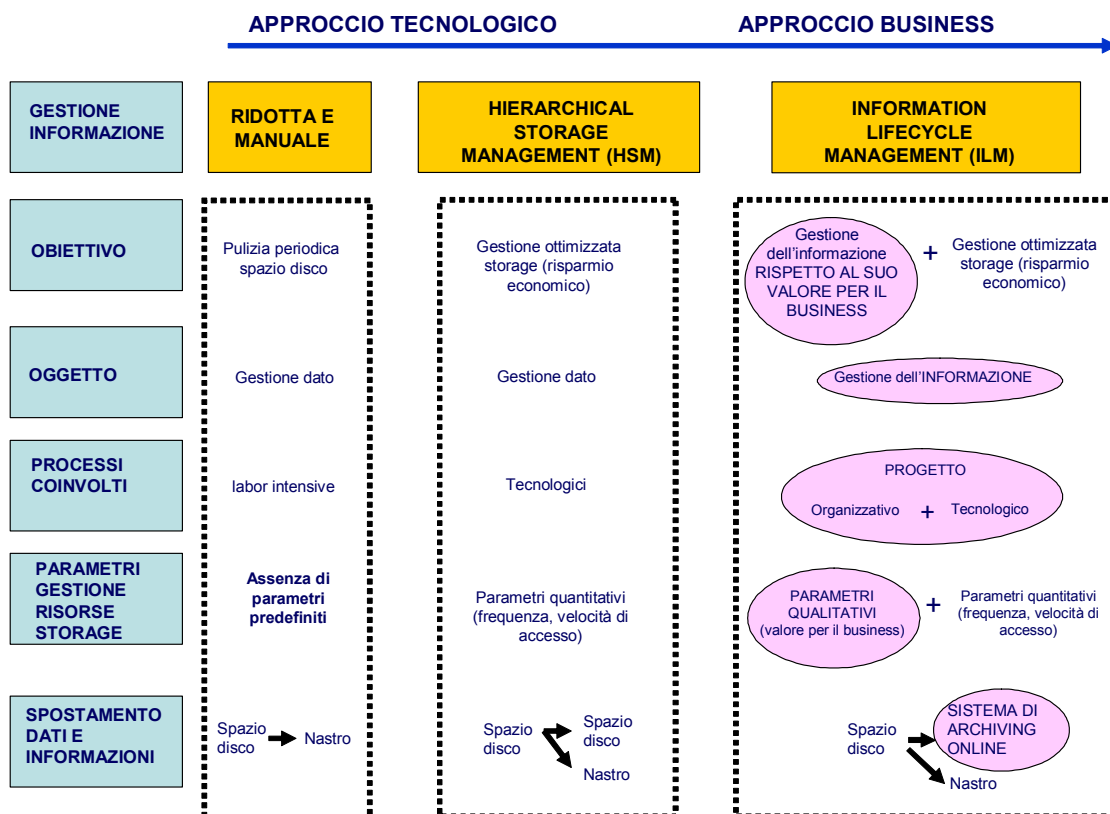 APPROCCIO TECNOLOGICO
APPROCCIO BUSINESS
GESTIONE
INFORMAZIONE
RIDOTTA E
MANUALE
HIERARCHICAL
STORAGE
MANAGEMENT (HSM)
INFORMATION
LIFECYCLE
MANAGEMENT (ILM)
OBIETTIVO
Pulizia periodica
spazio disco
Gestione ottimizzata
storage (risparmio
economico)
Gestione
dell'informazione
RISPETTO AL SUO
VALORE PER IL
BUSINESS
+
Gestione ottimizzata
storage (risparmio
economico)
OGGETTO
Gestione dato
Gestione dato
Gestione dell'INFORMAZIONE
PROCESSI
COINVOLTI
labor intensive
Tecnologici
PROGETTO
Organizzativo + Tecnologico
PARAMETRI
GESTIONE
RISORSE
STORAGE
Assenza di
parametri
predefiniti
Parametri quantitativi
(frequenza, velocità di
accesso)
PARAMETRI
QUALITATIVI
(valore per il business)
+
Parametri quantitativi
(frequenza, velocità di
accesso)
SPOSTAMENTO
DATI E
INFORMAZIONI
Spazio
disco
Nastro
Spazio
disco
Spazio
disco
Nastro
Spazio
disco
SISTEMA DI
ARCHIVING
ONLINE
Nastro